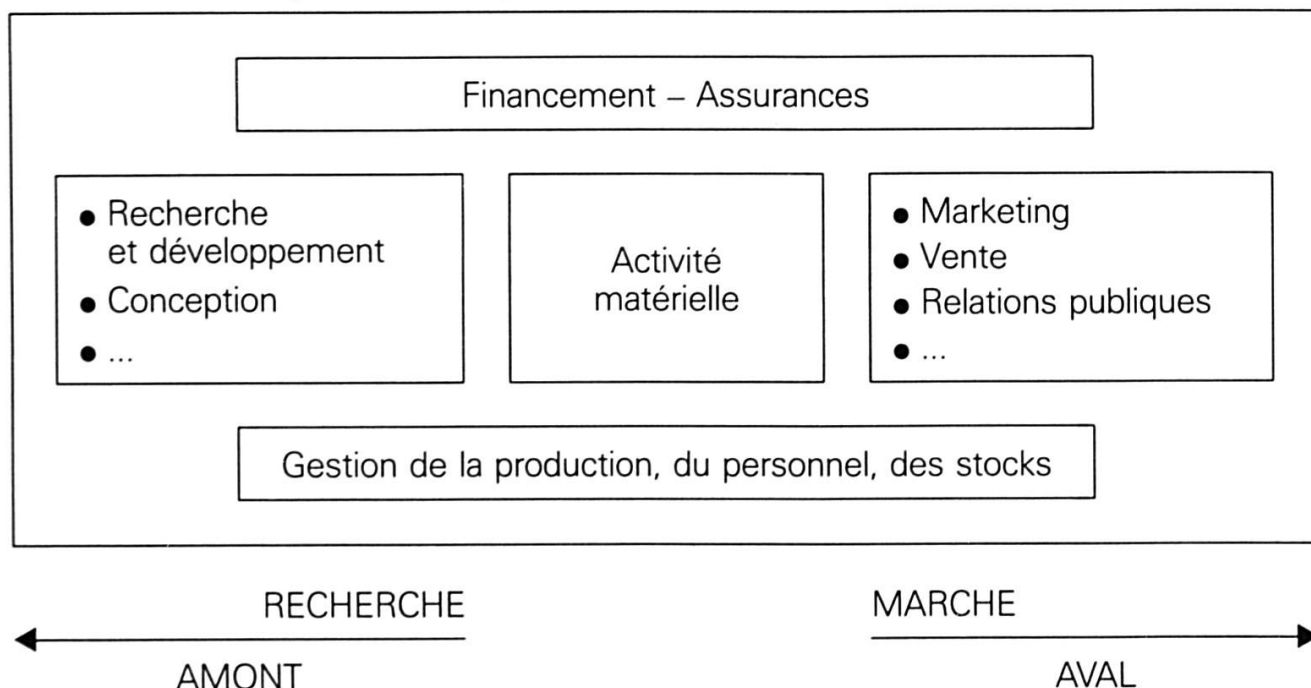 Financement – Assurances
● Recherche
et développement
● Conception
● ...
Activité
matérielle
● Marketing
● Vente
● Relations publiques
● ...
Gestion de la production, du personnel, des stocks
RECHERCHE
AMONT
MARCHE
AVAL